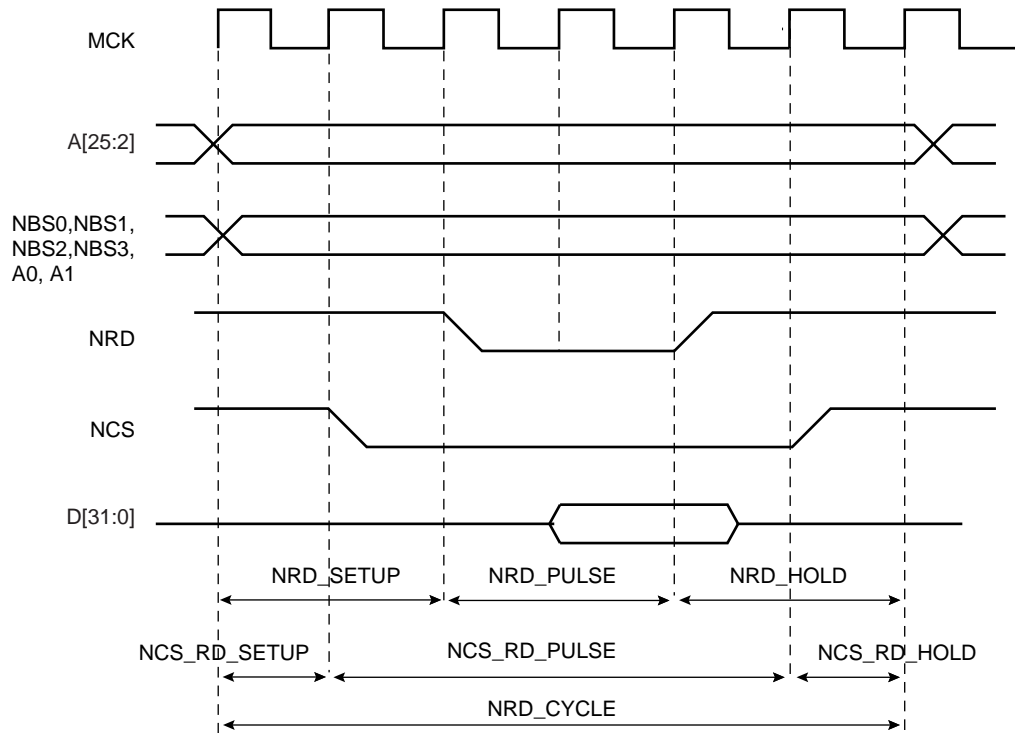 MCK
A[25:2]
NBS0,NBS1,
NBS2,NBS3,
A0, A1
NRD
NCS
D[31:0]
NRD_SETUP NRD_PULSE NRD_HOLD
NCS_RD_SETUP NCS_RD_PULSE NCS_RD_HOLD
NRD_CYCLE